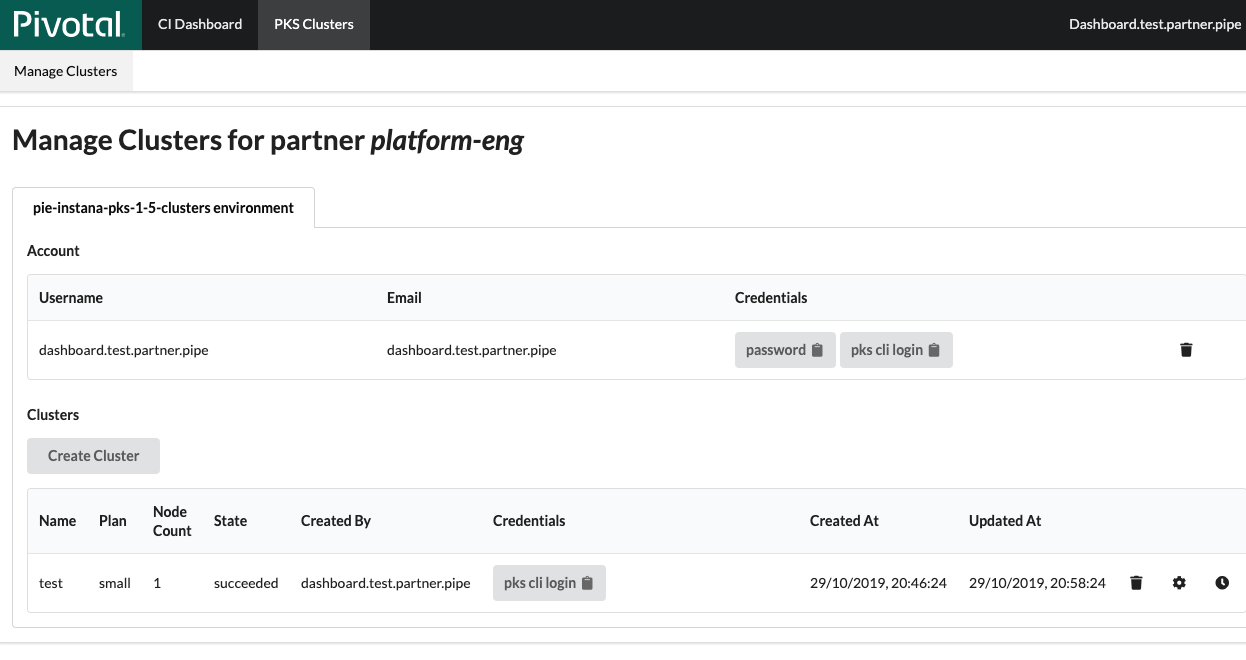 Pivotal.
CI Dashboard
PKS Clusters
Dashboard.test.partner.pipe
Manage Clusters
Manage Clusters for partner platform-eng
pie-instana-pks-1-5-clusters environment
Account
Username Email Credentials
dashboard.test.partner.pipe dashboard.test.partner.pipe password pks cli login
Clusters
Create Cluster
Name Plan Node Count State Created By Credentials Created At Updated At
test small 1 succeeded dashboard.test.partner.pipe pks cli login 29/10/2019, 20:46:24 29/10/2019, 20:58:24